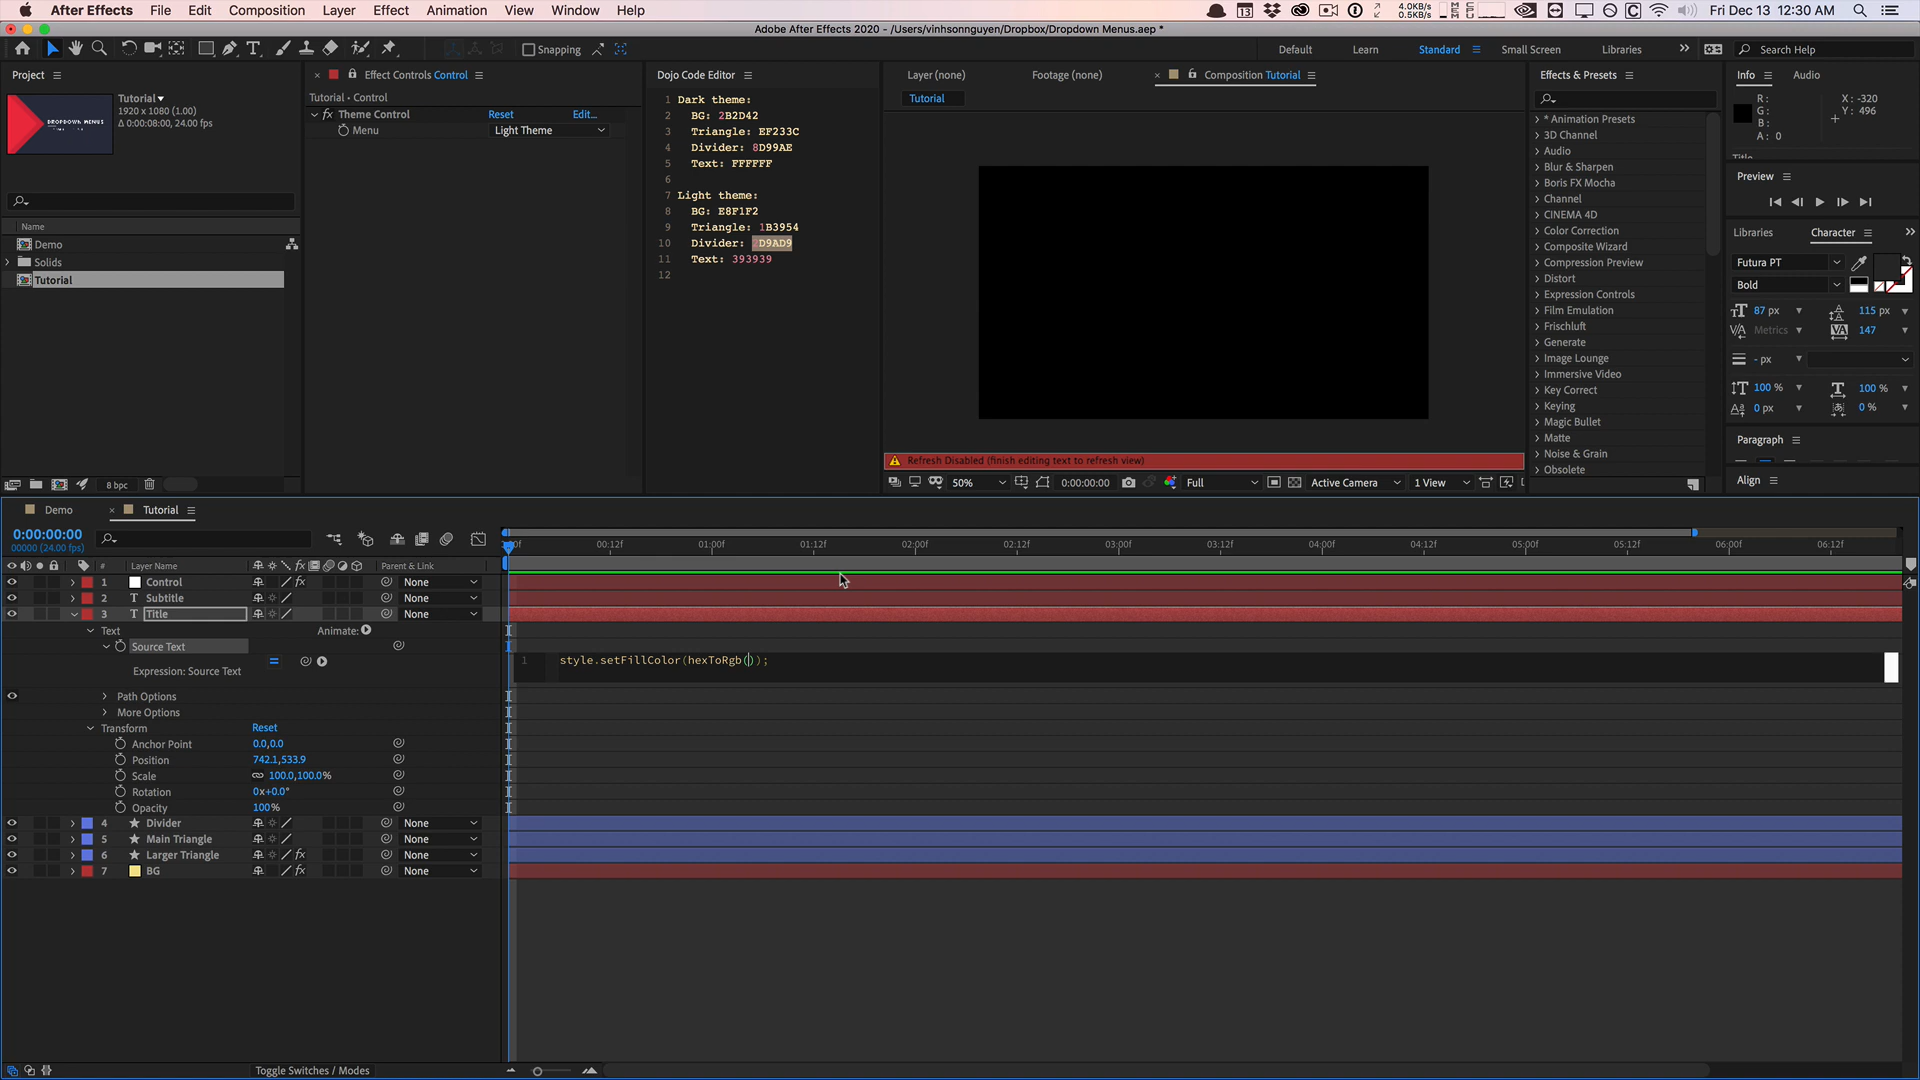 After Effects File Edit Composition Layer Effect Animation View Window Help
4.0KB/s
0.5KB/s
Fri Dec 13 12:30 AM
Adobe After Effects 2020 - /Users/vinhsonnguyen/Dropbox/Dropdown Menus.aep *
Snapping
Default Learn Standard Small Screen Libraries
Search Help
Project
Tutorial
1920 x 1080 (1.00)
Δ 0:00:08:00, 24.00 fps
DROPDOWN MENUS
Name
Demo
Solids
Tutorial
8 bpc
Effect Controls Control
Tutorial • Control
fx Theme Control Reset Edit...
Menu Light Theme
Dojo Code Editor
1 Dark theme:
2 BG: 2B2D42
3 Triangle: EF233C
4 Divider: 8D99AE
5 Text: FFFFFF
6
7 Light theme:
8 BG: E8F1F2
9 Triangle: 1B3954
10 Divider: 2D9AD9
11 Text: 393939
12
Layer (none) Footage (none) Composition Tutorial
Tutorial
Refresh Disabled (finish editing text to refresh view)
50% 0:00:00:00 Full Active Camera 1 View
Effects & Presets
* Animation Presets
3D Channel
Audio
Blur & Sharpen
Boris FX Mocha
Channel
CINEMA 4D
Color Correction
Composite Wizard
Compression Preview
Distort
Expression Controls
Film Emulation
Frischluft
Generate
Image Lounge
Immersive Video
Key Correct
Keying
Magic Bullet
Matte
Noise & Grain
Obsolete
Info Audio
R:
G:
B:
A: 0
X: -320
Y: 496
Title
Preview
Libraries Character
Futura PT
Bold
87 px 115 px
Metrics 147
- px
100 % 100 %
0 px 0 %
Paragraph
Align
Demo Tutorial
0:00:00:00
00000 (24.00 fps)
00:12f 01:00f 01:12f 02:00f 02:12f 03:00f 03:12f 04:00f 04:12f 05:00f 05:12f 06:00f 06:12f
# Layer Name fx Parent & Link
1 Control fx None
2 T Subtitle None
3 T Title None
Text Animate:
Source Text
Expression: Source Text
1 style.setFillColor(hexToRgb());
Path Options
More Options
Transform Reset
Anchor Point 0.0,0.0
Position 742.1,533.9
Scale 100.0,100.0%
Rotation 0x+0.0°
Opacity 100%
4 Divider None
5 Main Triangle None
6 Larger Triangle fx None
7 BG fx None
Toggle Switches / Modes